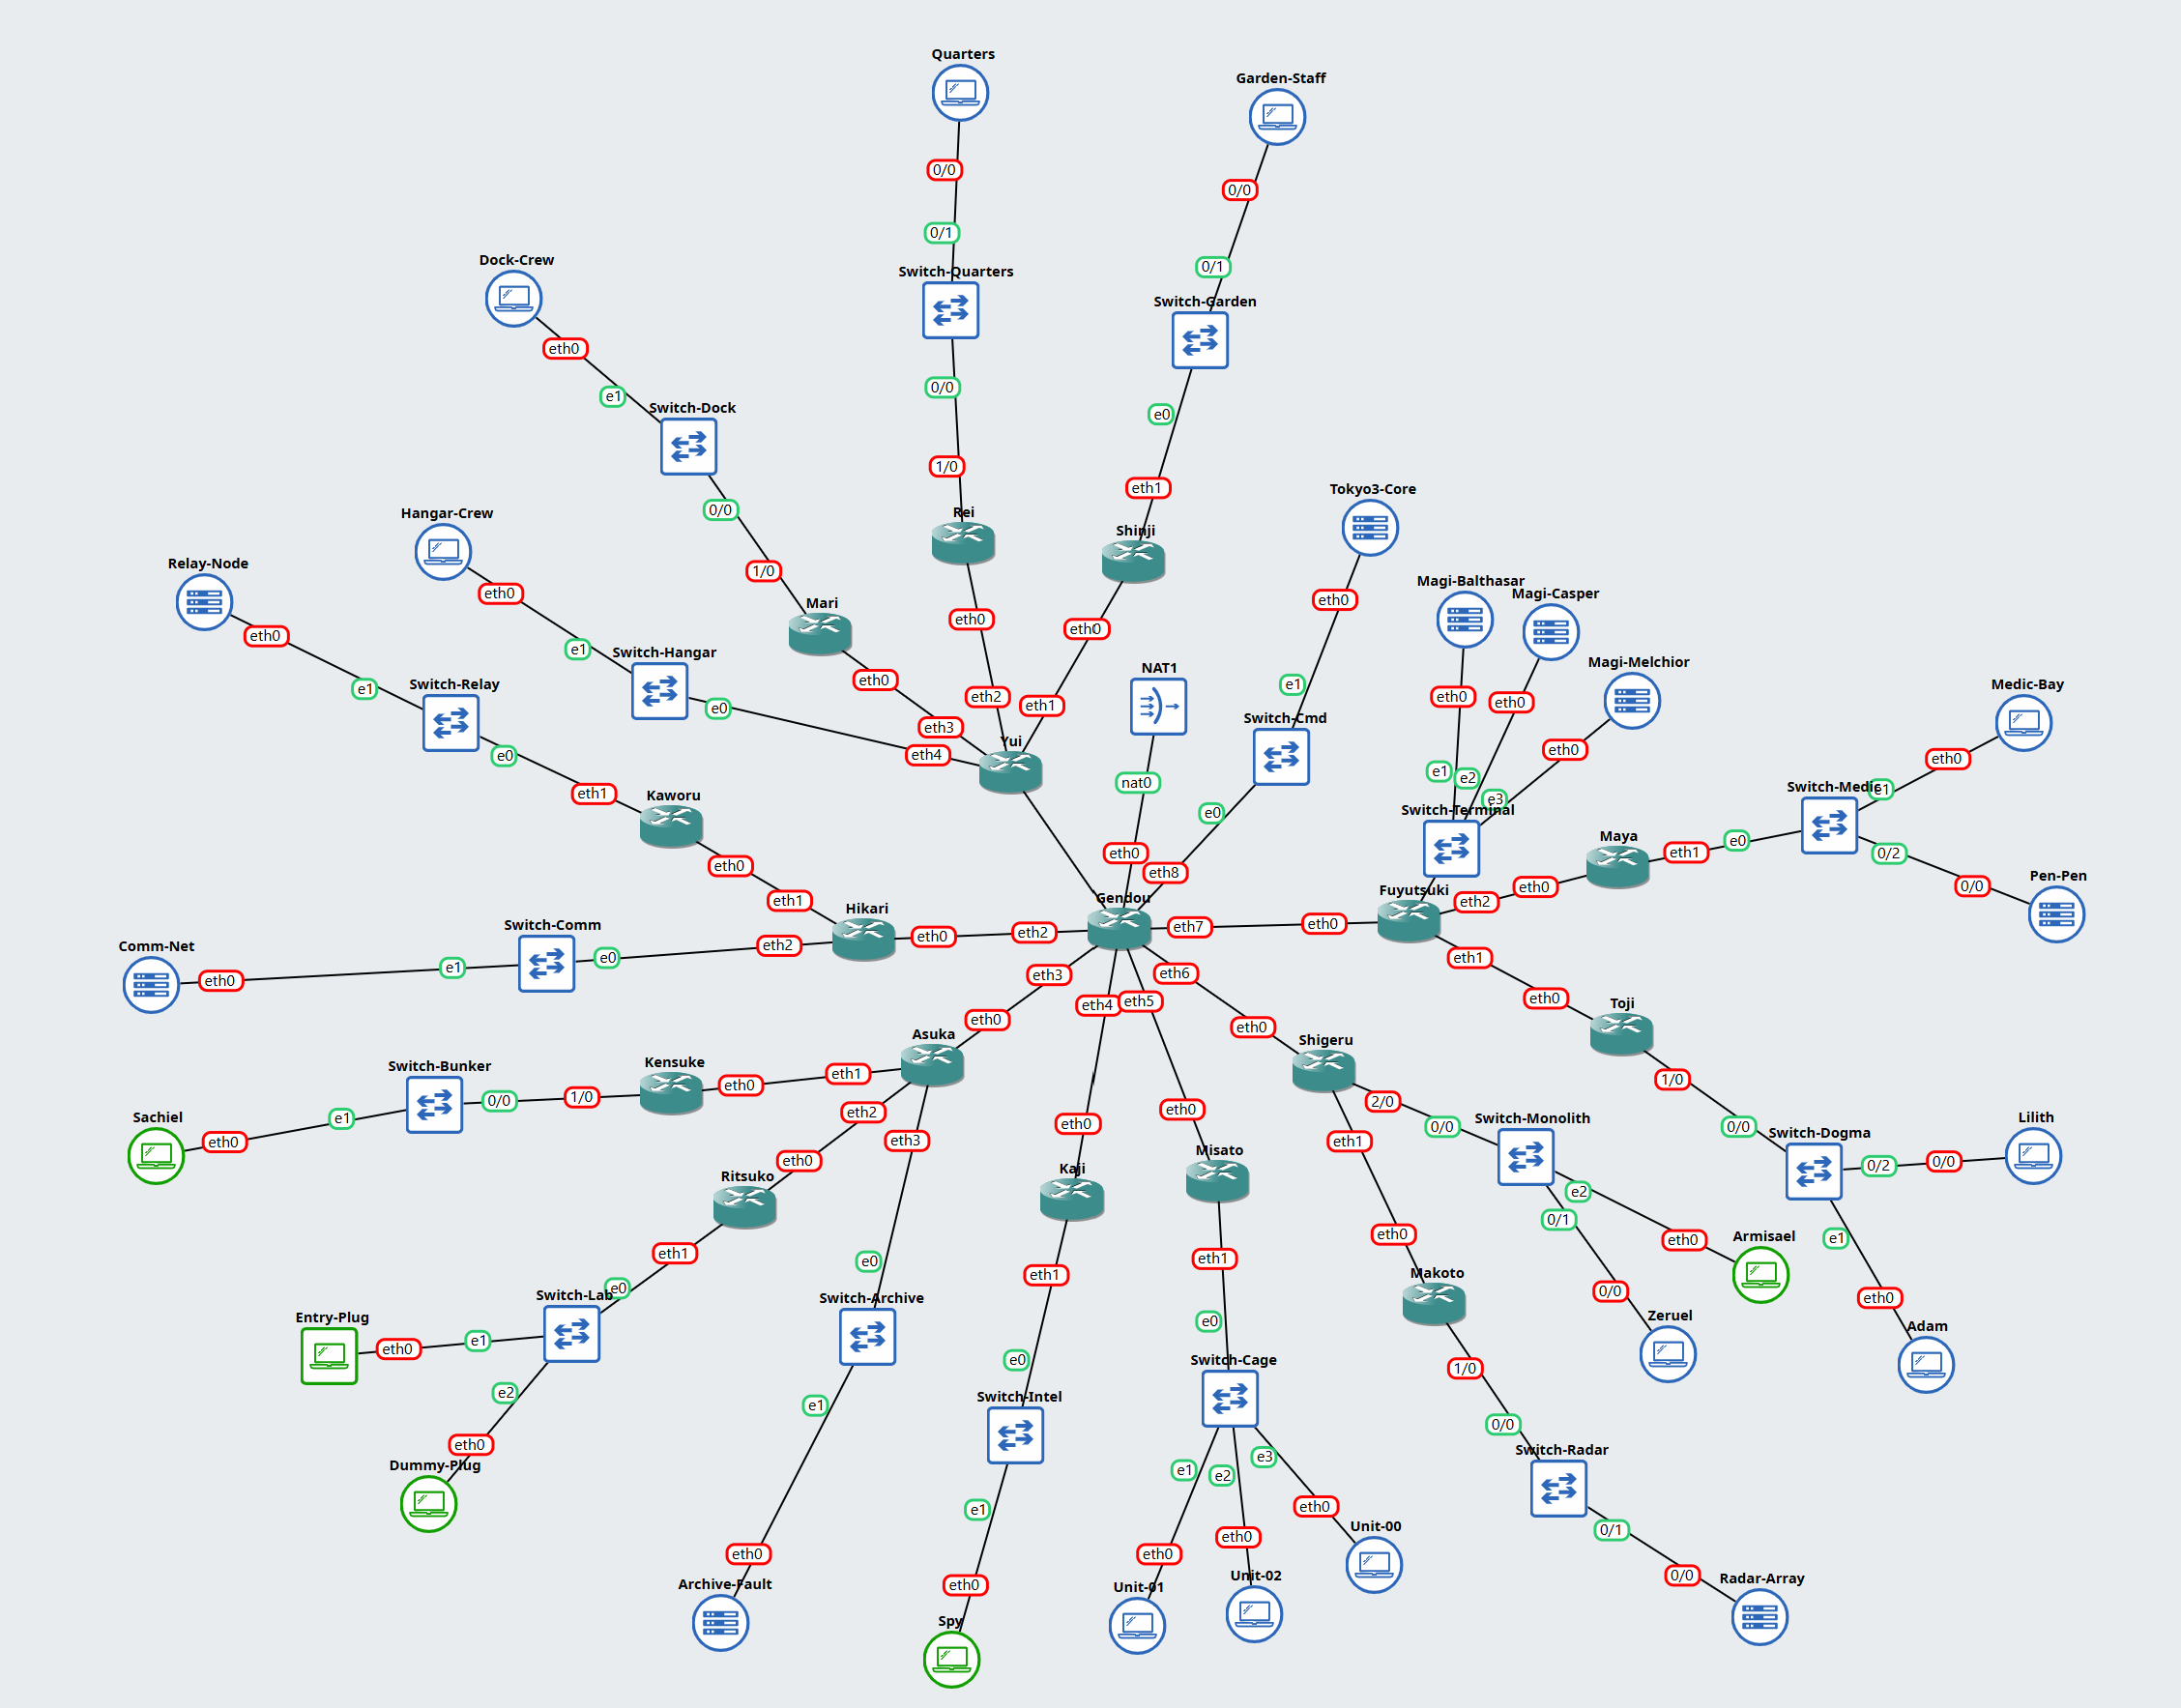 Quarters
Garden-Staff
0/0
0/0
0/1
0/1
Dock-Crew
Switch-Quarters
Switch-Garden
eth0
0/0
e1
Switch-Dock
e0
1/0
eth1
Tokyo3-Core
0/0
Hangar-Crew
Rei
Shinji
Relay-Node
1/0
Magi-Balthasar
eth0
Mari
eth0
Magi-Casper
eth0
eth0
eth0
e1
Switch-Hangar
NAT1
Magi-Melchior
Switch-Relay
e1
eth0
eth2
e1
eth0
eth0
Medic-Bay
e0
eth1
Switch-Cmd
eth3
Yui
e0
eth4
eth0
eth0
nat0
e1
e2
Switch-Medic
e1
eth1
Kaworu
e0
e3
Switch-Terminal
Maya
eth0
eth0
eth1
e0
0/2
eth8
Pen-Pen
eth1
Hikari
Gendou
Fuyutsuki
eth2
eth0
0/0
Switch-Comm
Comm-Net
eth2
eth0
eth2
eth7
eth0
e1
e0
eth1
eth0
eth3
eth6
eth4
eth5
eth0
Toji
Asuka
eth0
eth0
Shigeru
Switch-Bunker
Kensuke
eth1
1/0
Sachiel
e1
0/0
1/0
eth0
2/0
Switch-Monolith
Lilith
eth0
eth2
eth0
eth0
0/0
0/0
Switch-Dogma
eth3
eth1
0/2
0/0
eth0
Misato
Ritsuko
Kaji
e2
0/1
eth1
e0
eth1
eth1
eth0
eth0
Armisael
e1
Switch-Lab
e0
Switch-Archive
Makoto
0/0
eth0
Entry-Plug
e0
Zeruel
Adam
eth0
e1
e0
Switch-Cage
1/0
e2
e1
Switch-Intel
0/0
eth0
Dummy-Plug
e1
e2
e3
Switch-Radar
e1
eth0
0/1
eth0
eth0
eth0
Unit-00
Archive-Fault
eth0
Unit-01
Unit-02
0/0
Radar-Array
Spy